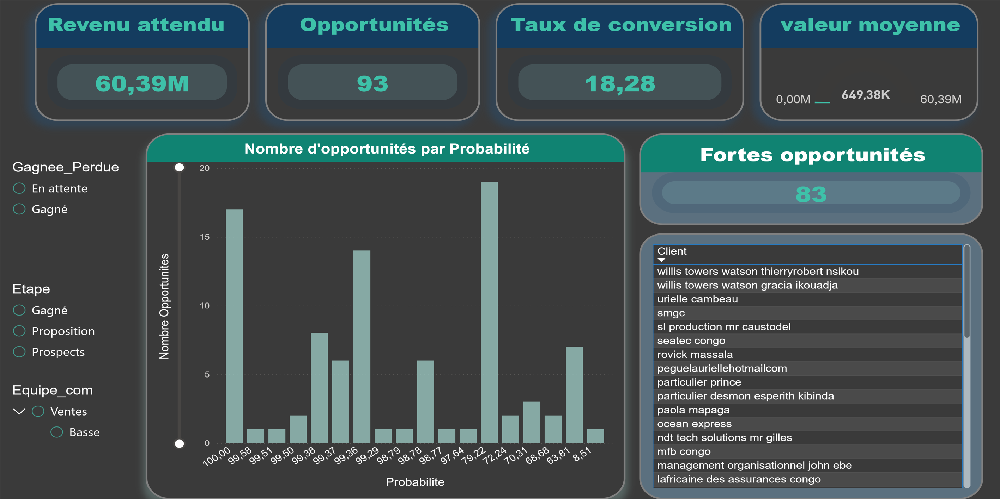 Revenu attendu
60,39M
Opportunités
93
Taux de conversion
18,28
valeur moyenne
0,00M
649,38K
60,39M
Gagnee_Perdue
En attente
Gagné
Etape
Gagné
Proposition
Prospects
Equipe_com
Ventes
Basse
Nombre d'opportunités par Probabilité
Nombre Opportunites
20
15
10
5
0
100,00
99,58
99,51
99,50
99,38
99,37
99,36
99,29
98,79
98,78
98,77
97,64
79,22
72,24
70,31
68,68
63,81
8,51
Probabilite
Fortes opportunités
83
Client
willis towers watson thierryrobert nsikou
willis towers watson gracia ikouadja
urielle cambeau
smgc
sl production mr caustodel
seatec congo
rovick massala
peguelauriellehotmailcom
particulier prince
particulier desmon esperith kibinda
paola mapaga
ocean express
ndt tech solutions mr gilles
mfb congo
management organisationnel john ebe
lafricaine des assurances congo